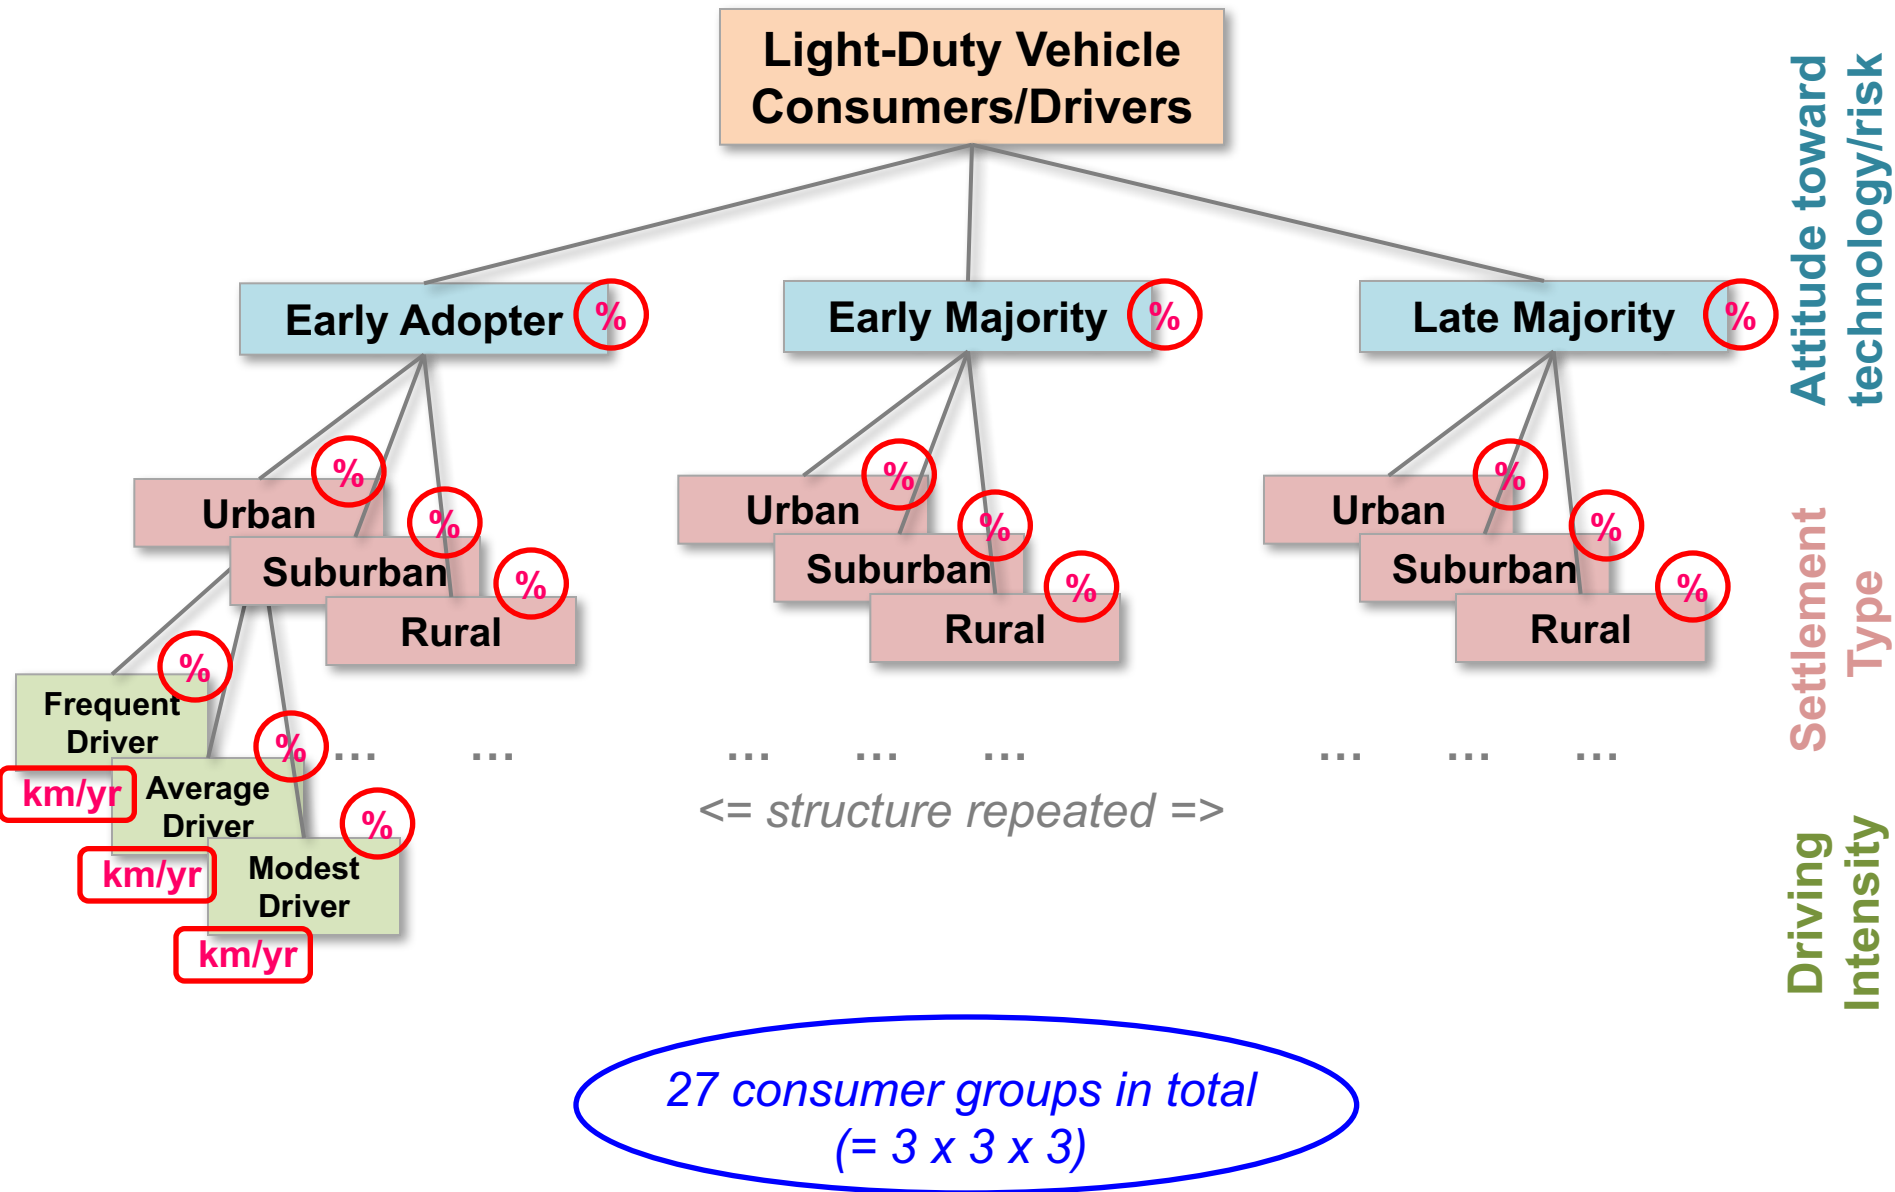 Light-Duty Vehicle
Consumers/Drivers
Attitude toward
technology/risk
Early Adopter %
Early Majority %
Late Majority %
%
Urban
%
Suburban
%
Rural
%
Urban
%
Suburban
%
Rural
%
Urban
%
Suburban
%
Rural
Settlement
Type
%
Frequent
Driver
km/yr
%
Average
Driver
km/yr
%
Modest
Driver
km/yr
... ...
... ... ...
... ... ...
<= structure repeated =>
Driving
Intensity
27 consumer groups in total
(= 3 x 3 x 3)